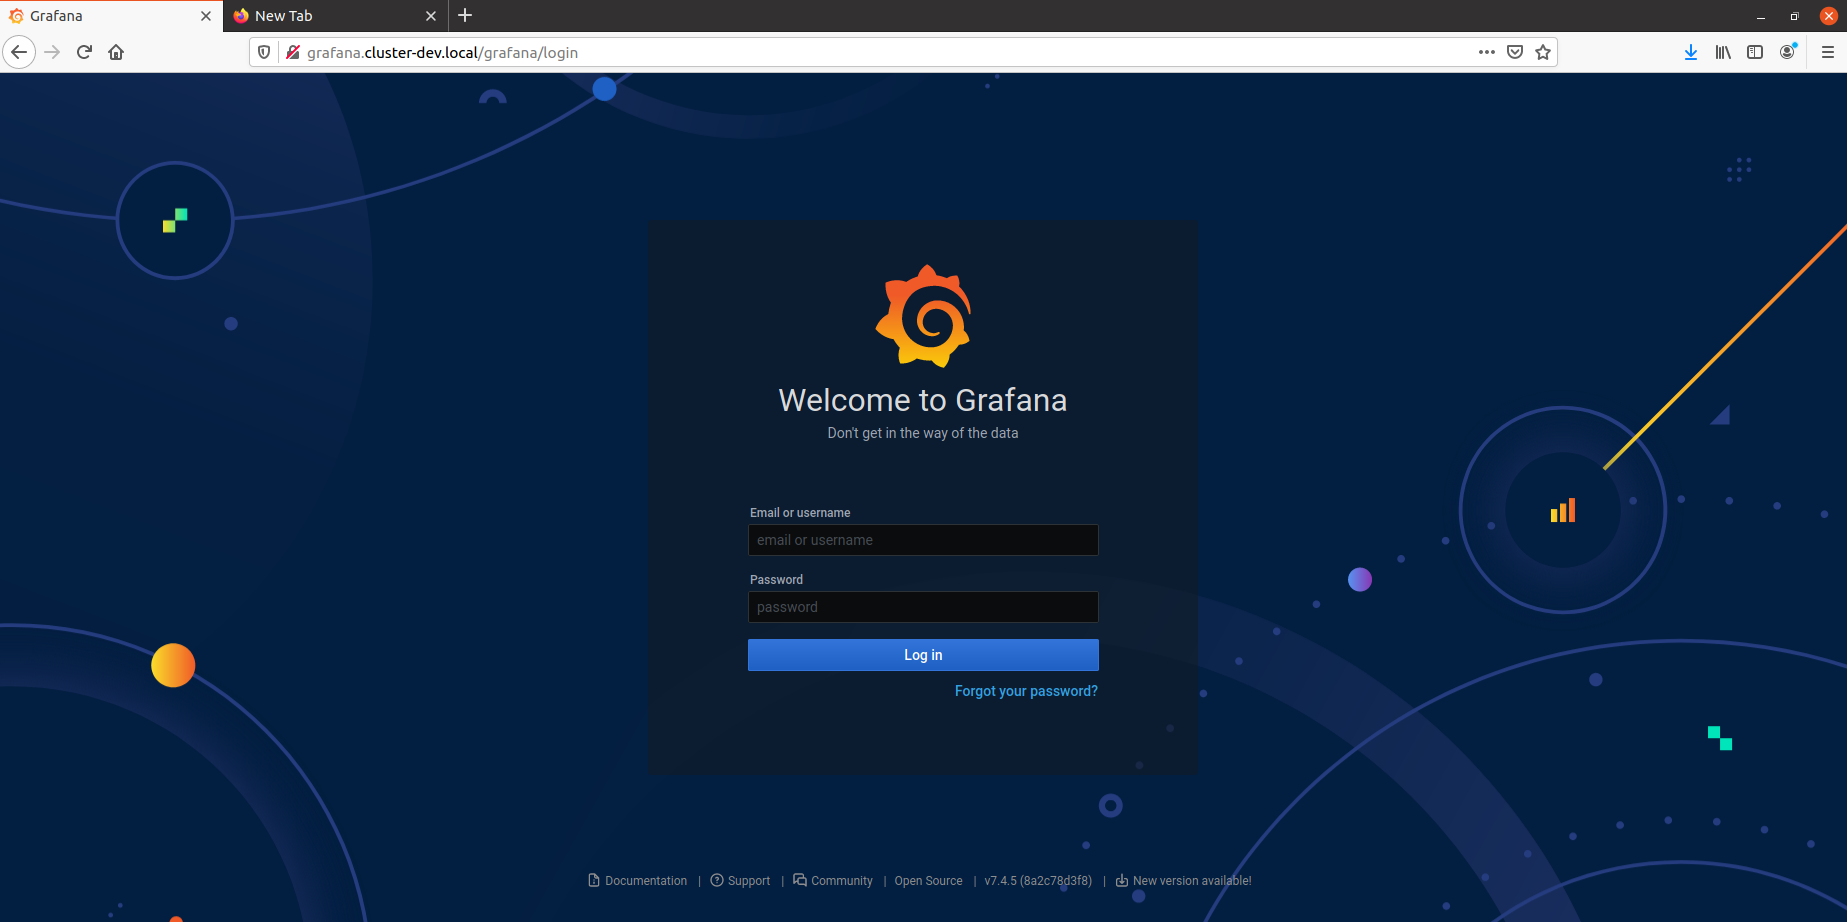 Grafana
New Tab
grafana.cluster-dev.local/grafana/login
Welcome to Grafana
Don't get in the way of the data
Email or username
email or username
Password
password
Log in
Forgot your password?
Documentation | Support | Community | Open Source | v7.4.5 (8a2c78d3f8) | New version available!